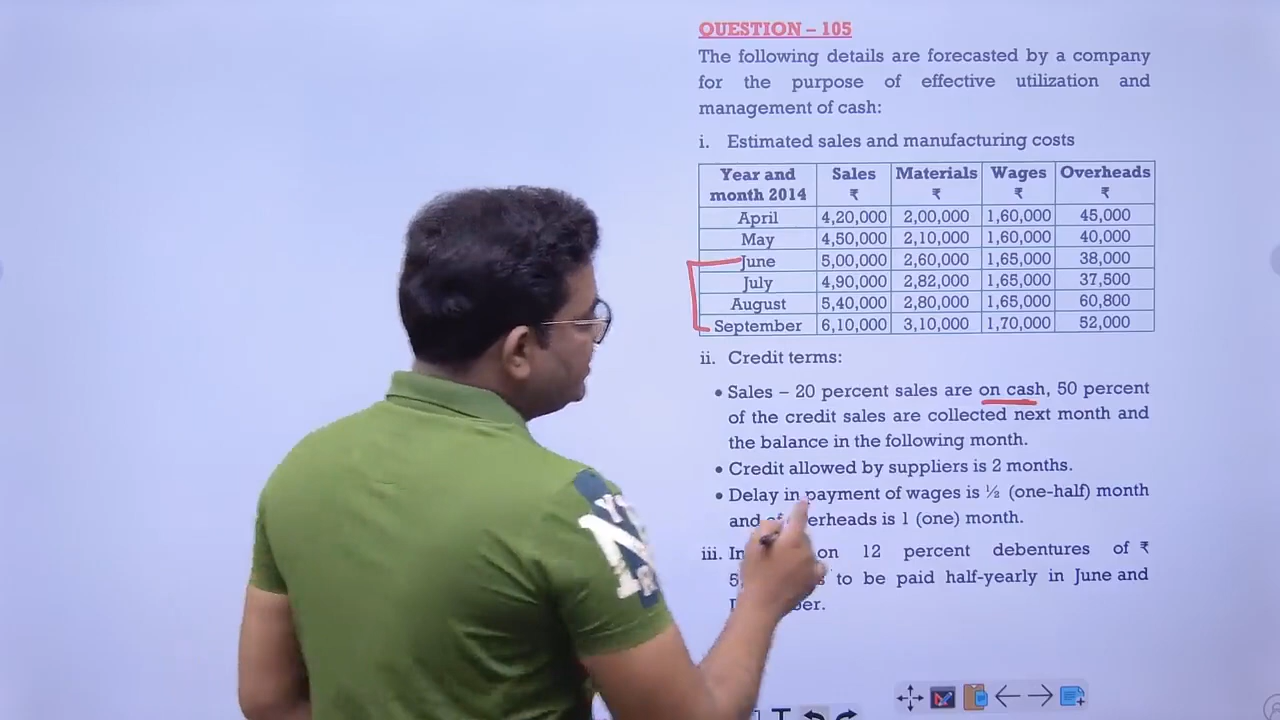 QUESTION – 105
The following details are forecasted by a company
for the purpose of effective utilization and
management of cash:
i. Estimated sales and manufacturing costs
Year and month 2014 Sales ₹ Materials ₹ Wages ₹ Overheads ₹
April 4,20,000 2,00,000 1,60,000 45,000
May 4,50,000 2,10,000 1,60,000 40,000
June 5,00,000 2,60,000 1,65,000 38,000
July 4,90,000 2,82,000 1,65,000 37,500
August 5,40,000 2,80,000 1,65,000 60,800
September 6,10,000 3,10,000 1,70,000 52,000
ii. Credit terms:
• Sales – 20 percent sales are on cash, 50 percent
of the credit sales are collected next month and
the balance in the following month.
• Credit allowed by suppliers is 2 months.
• Delay in payment of wages is ½ (one-half) month
and of overheads is 1 (one) month.
iii. on 12 percent debentures of ₹
to be paid half-yearly in June and